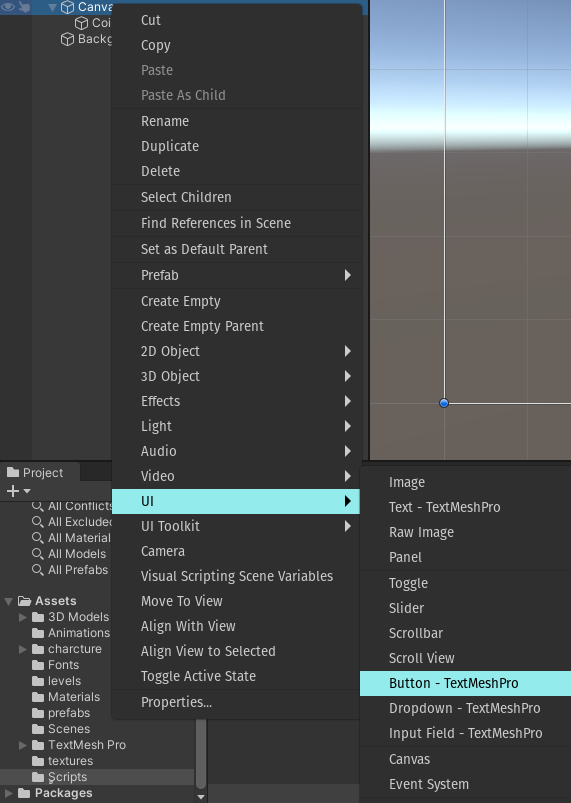 Cut
Copy
Paste
Paste As Child
Rename
Duplicate
Delete
Select Children
Find References in Scene
Set as Default Parent
Prefab
Create Empty
Create Empty Parent
2D Object
3D Object
Effects
Light
Audio
Video
UI
UI Toolkit
Camera
Visual Scripting Scene Variables
Move To View
Align With View
Align View to Selected
Toggle Active State
Properties...
Image
Text - TextMeshPro
Raw Image
Panel
Toggle
Slider
Scrollbar
Scroll View
Button - TextMeshPro
Dropdown - TextMeshPro
Input Field - TextMeshPro
Canvas
Event System
Canva
Coi
Backg
Project
All Conflicts
All Excluded
All Material
All Models
All Prefabs
Assets
3D Models
Animations
charcture
Fonts
levels
Materials
prefabs
Scenes
TextMesh Pro
textures
Scripts
Packages